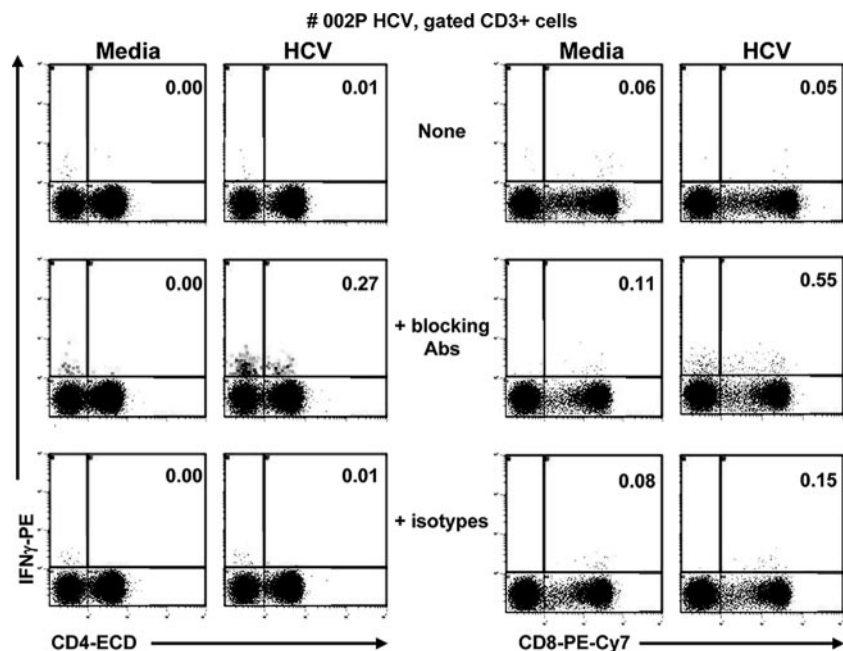 # 002P HCV, gated CD3+ cells
Media HCV Media HCV
0.00 0.01 None 0.06 0.05
0.00 0.27 + blocking Abs 0.11 0.55
0.00 0.01 + isotypes 0.08 0.15
IFNγ-PE
CD4-ECD CD8-PE-Cy7